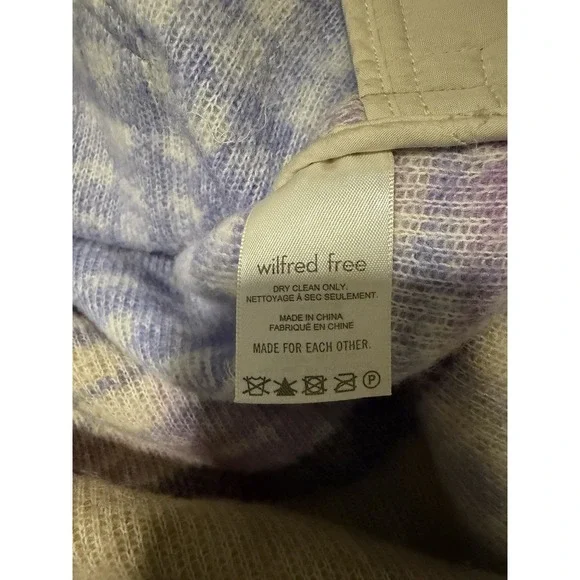 wilfred free
DRY CLEAN ONLY.
NETTOYAGE À SEC SEULEMENT.
MADE IN CHINA
FABRIQUÉ EN CHINE
MADE FOR EACH OTHER.
P